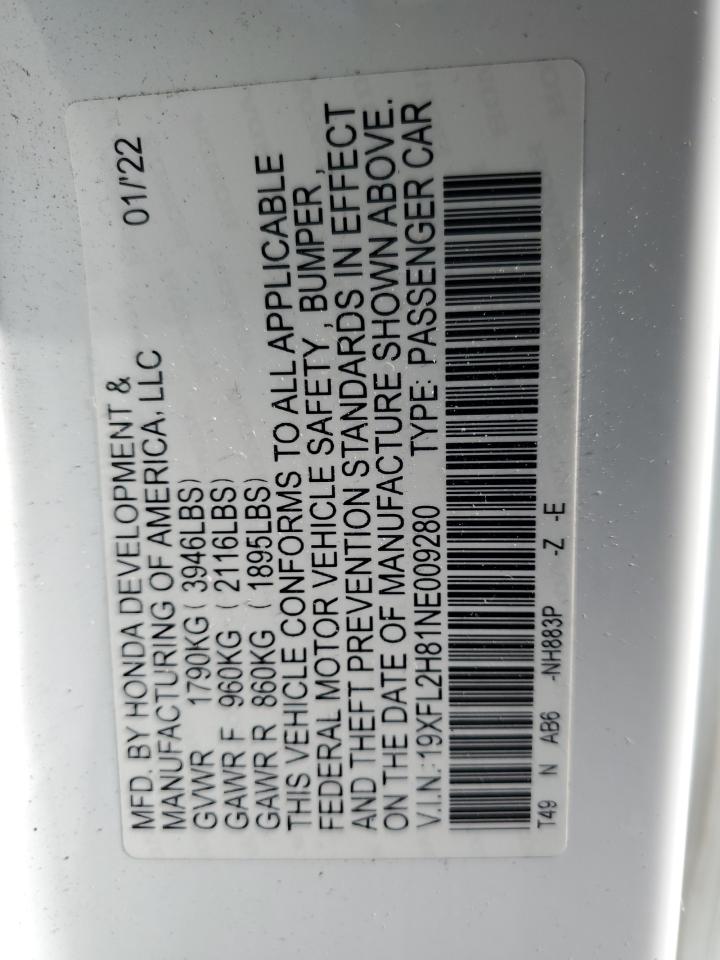 MFD. BY HONDA DEVELOPMENT & 01/'22
MANUFACTURING OF AMERICA, LLC
GVWR 1790KG ( 3946LBS)
GAWR F 960KG ( 2116LBS)
GAWR R 860KG ( 1895LBS)
THIS VEHICLE CONFORMS TO ALL APPLICABLE
FEDERAL MOTOR VEHICLE SAFETY , BUMPER ,
AND THEFT PREVENTION STANDARDS IN EFFECT
ON THE DATE OF MANUFACTURE SHOWN ABOVE.
V.I.N.: 19XFL2H81NE009280 TYPE: PASSENGER CAR
T49 N AB6 -NH883P -Z -E